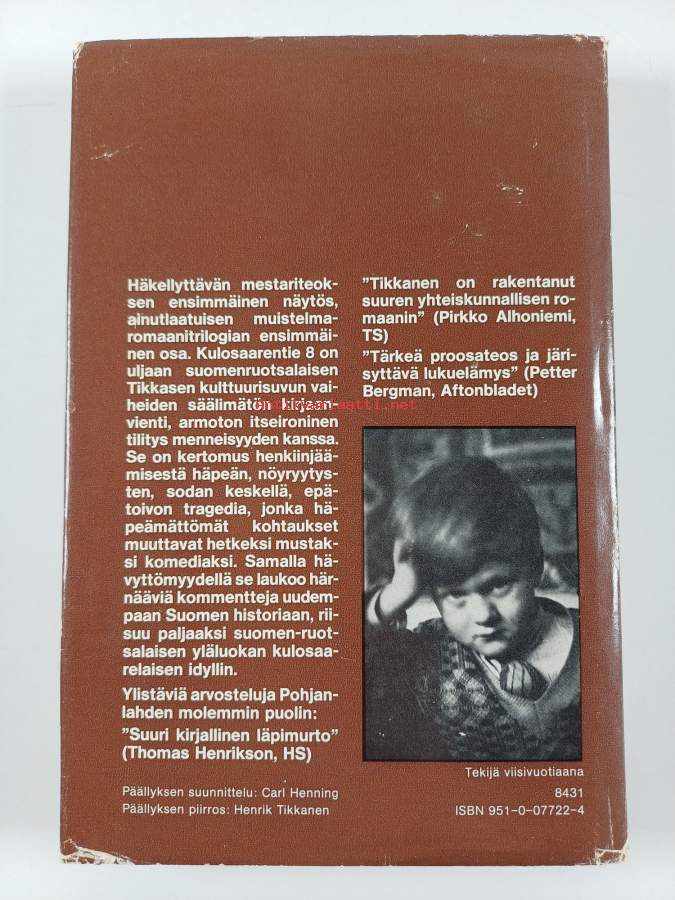 Häkellyttävän mestariteok-
sen ensimmäinen näytös,
ainutlaatuisen muistelma-
romaanitrilogian ensimmäi-
nen osa. Kulosaarentie 8 on
uljaan suomenruotsalaisen
Tikkasen kulttuurisuvun vai-
heiden säälimätön
vienti, armoton itseironinen
tilitys menneisyyden kanssa.
Se on kertomus henkiinjää-
misestä häpeän, nöyryytys-
ten, sodan keskellä, epä-
toivon tragedia, jonka hä-
peämättömät kohtaukset
muuttavat hetkeksi mustak-
si komediaksi. Samalla hä-
vyttömyydellä se laukoo här-
nääviä kommentteja uudem-
paan Suomen historiaan, rii-
suu paljaaksi suomen-ruot-
salaisen yläluokan kulosaa-
relaisen idyllin.
Ylistäviä arvosteluja Pohjan-
lahden molemmin puolin:
"Suuri kirjallinen läpimurto"
(Thomas Henrikson, HS)
"Tikkanen on rakentanut
suuren yhteiskunnallisen ro-
maanin" (Pirkko Alhoniemi,
TS)
"Tärkeä proosateos ja järi-
syttävä lukuelämys" (Petter
Bergman, Aftonbladet)
antikvariaatti.net
Tekijä viisivuotiaana
Päällyksen suunnittelu: Carl Henning
Päällyksen piirros: Henrik Tikkanen
8431
ISBN 951-0-07722-4